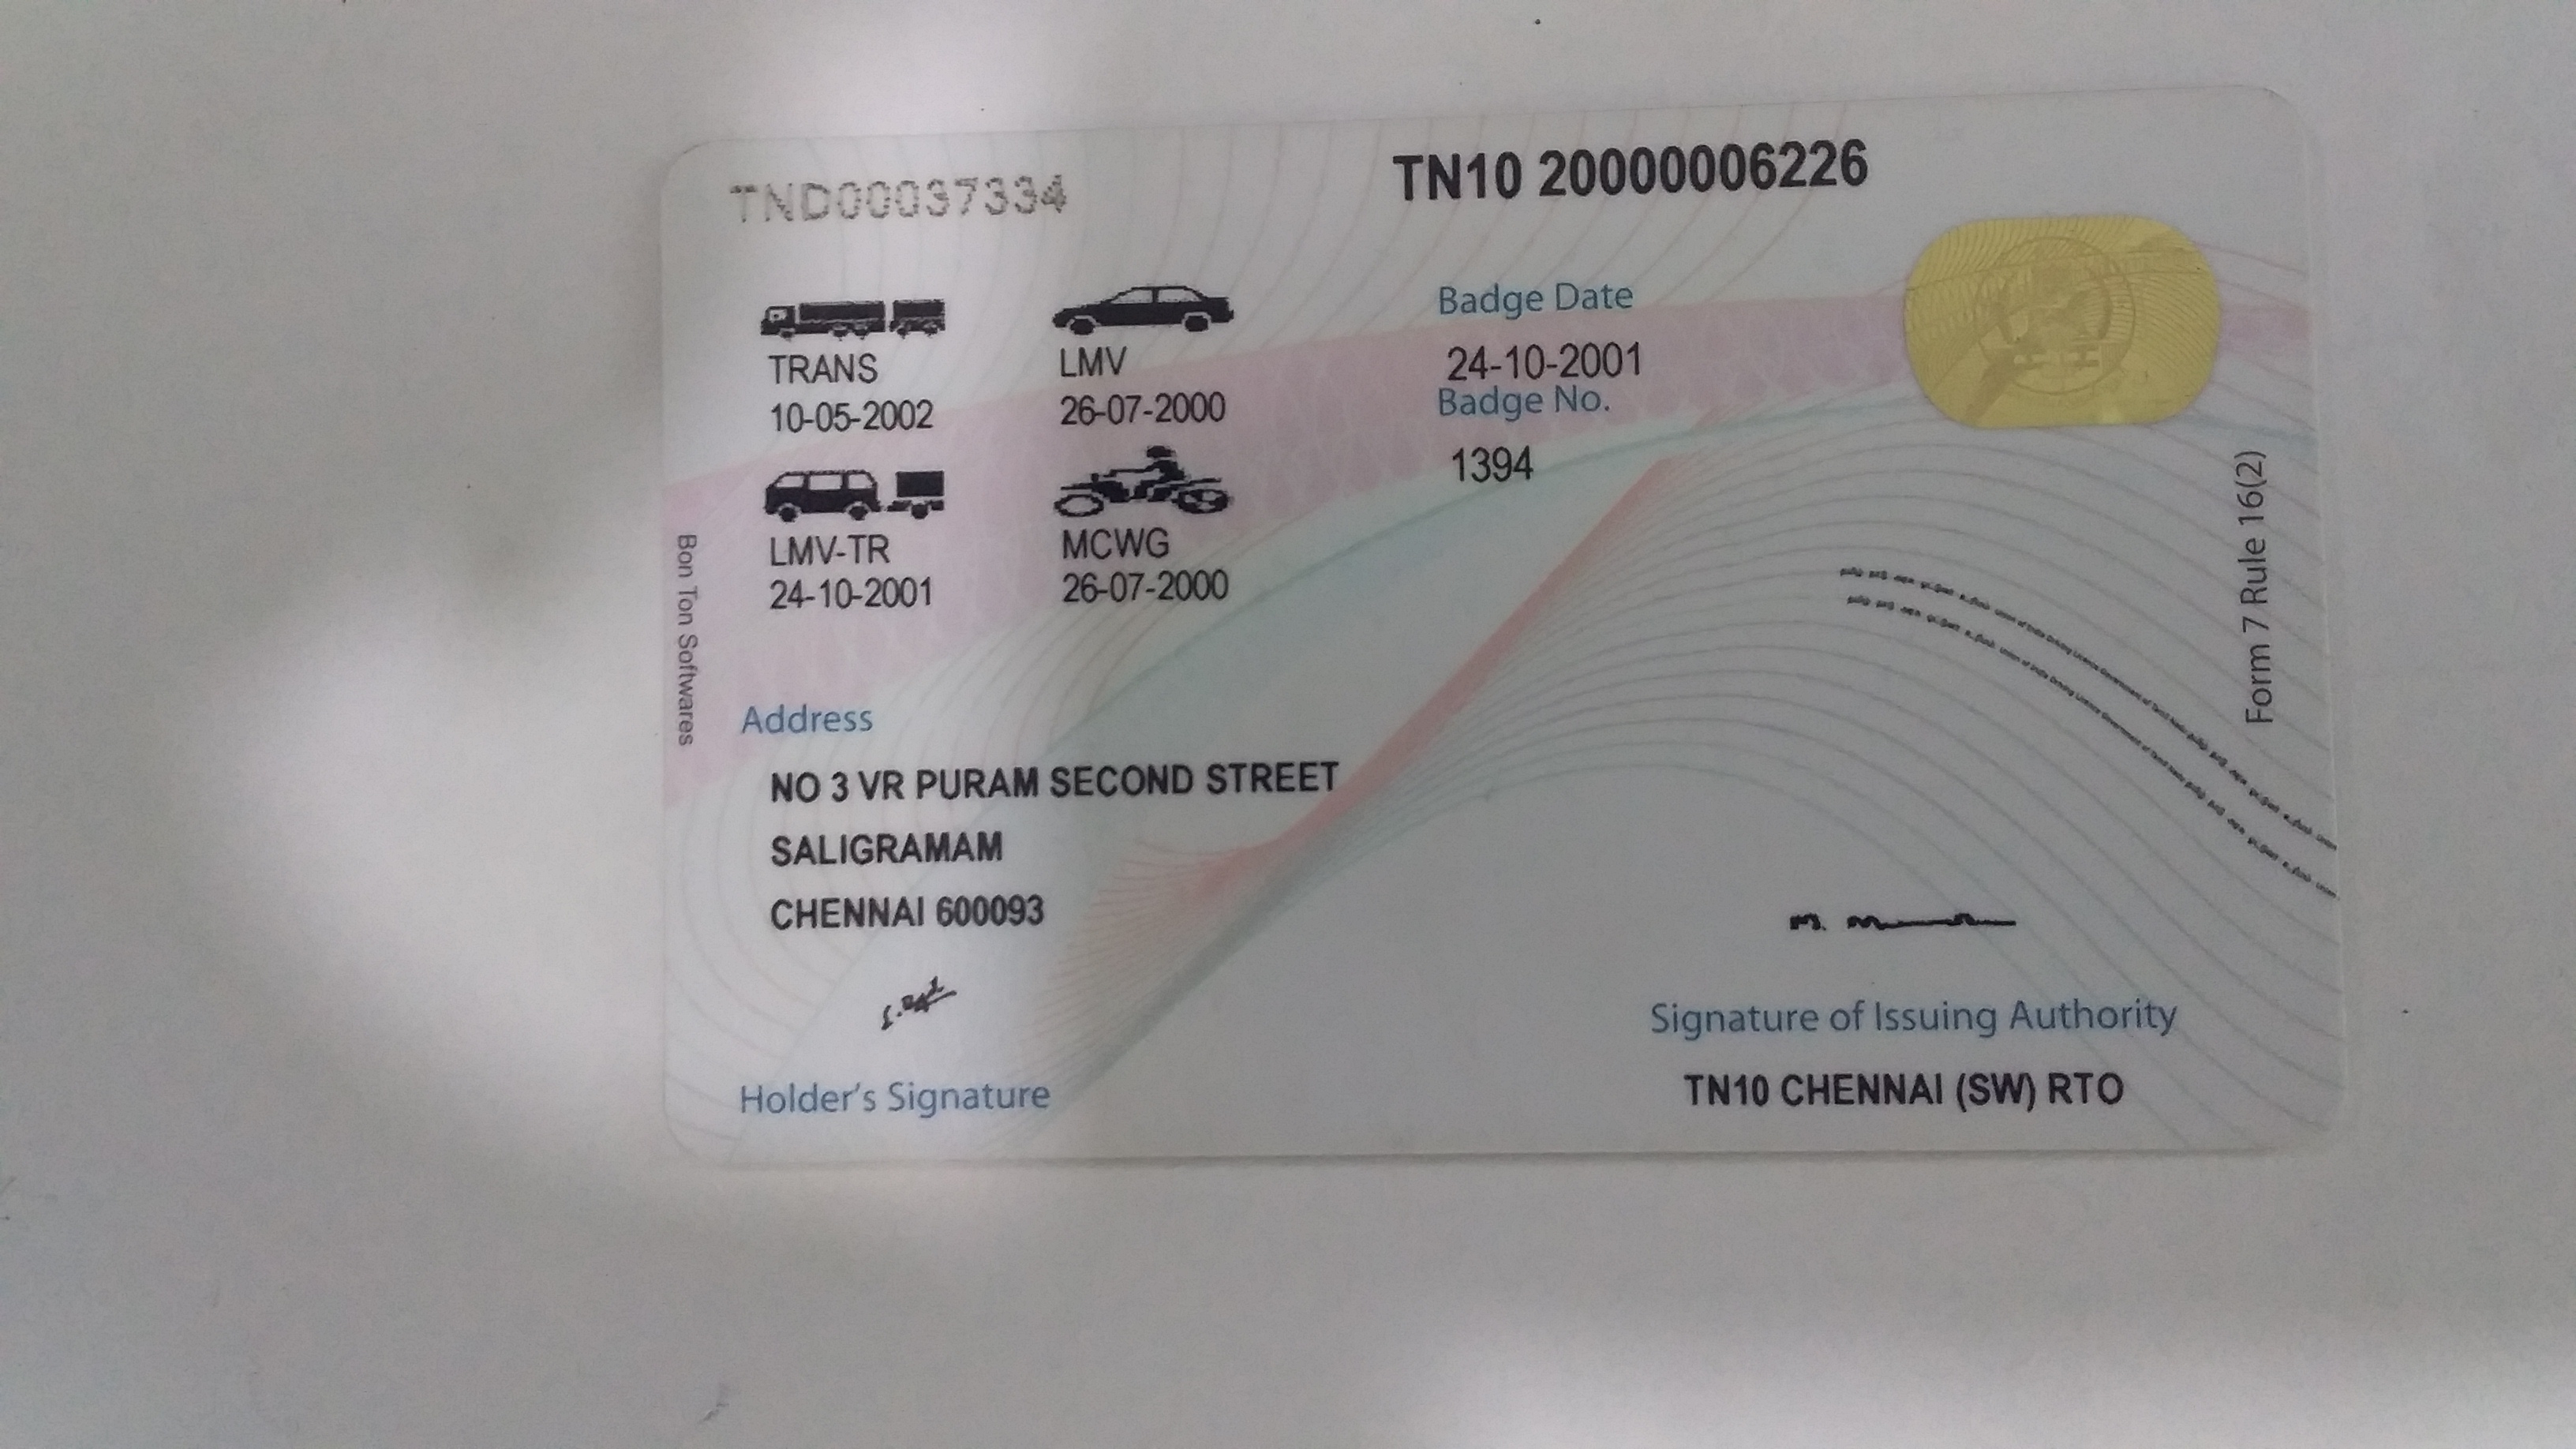 TND00037334
TN10 20000006226
TRANS
10-05-2002
LMV
26-07-2000
Badge Date
24-10-2001
Badge No.
1394
LMV-TR
24-10-2001
MCWG
26-07-2000
Bon Ton Softwares
Form 7 Rule 16(2)
Address
NO 3 VR PURAM SECOND STREET
SALIGRAMAM
CHENNAI 600093
Holder's Signature
Signature of Issuing Authority
TN10 CHENNAI (SW) RTO